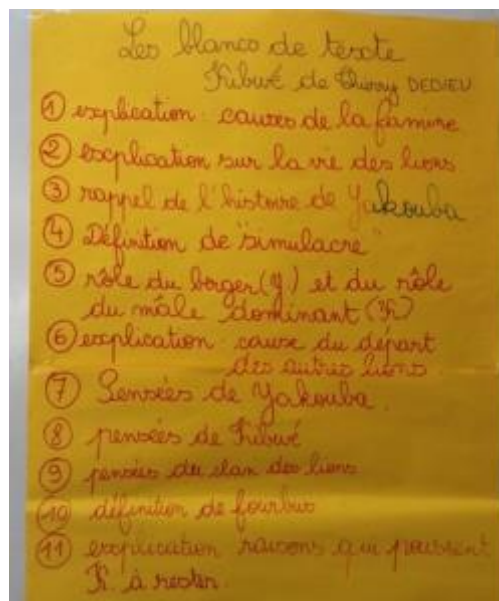 Les blancs de texte
Kibwé de Thierry DEDIEU
① explication : causes de la famine
② explication sur la vie des lions
③ rappel de l'histoire de Yakouba
④ Définition de "simulacre"
⑤ rôle du berger (Y) et du rôle
du mâle dominant (K)
⑥ explication : cause du départ
des autres lions
⑦ Pensées de Yakouba.
⑧ pensées de Kibwé
⑨ pensées du clan des lions
⑩ définition de fourbus
⑪ explication raisons qui poussent
K. à rester.